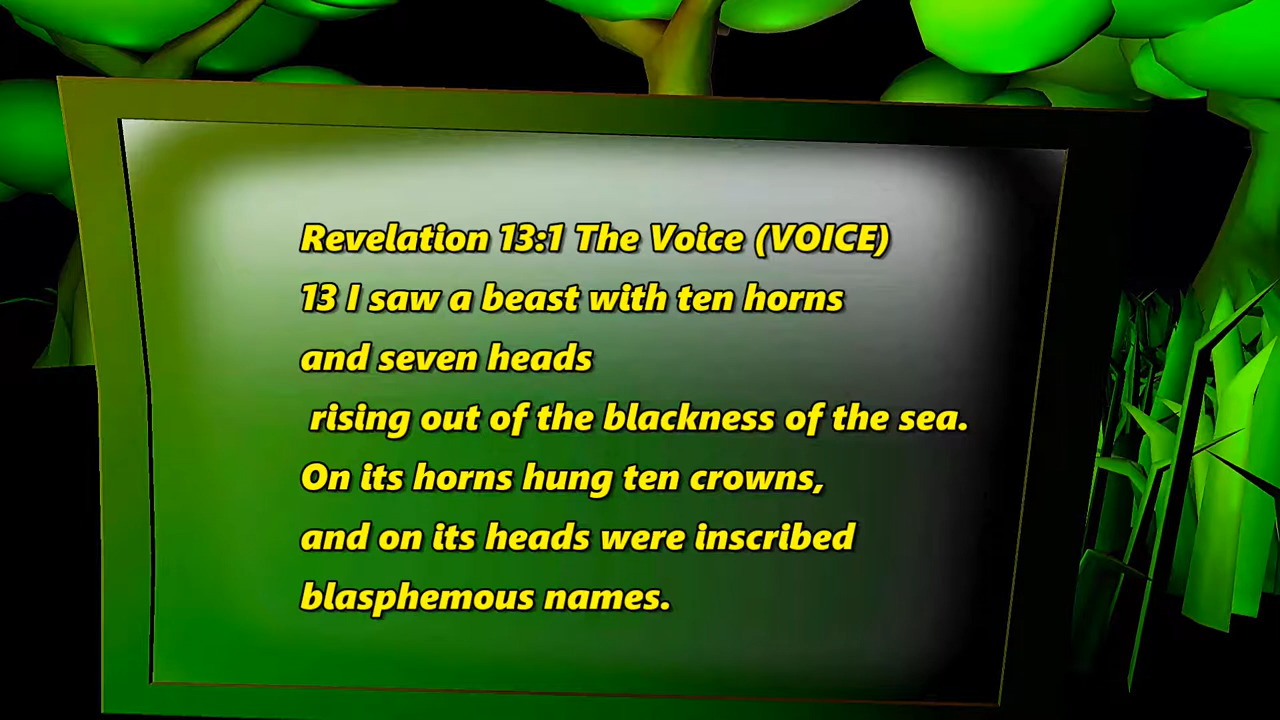 Revelation 13:1 The Voice (VOICE)
13 I saw a beast with ten horns
and seven heads
rising out of the blackness of the sea.
On its horns hung ten crowns,
and on its heads were inscribed
blasphemous names.